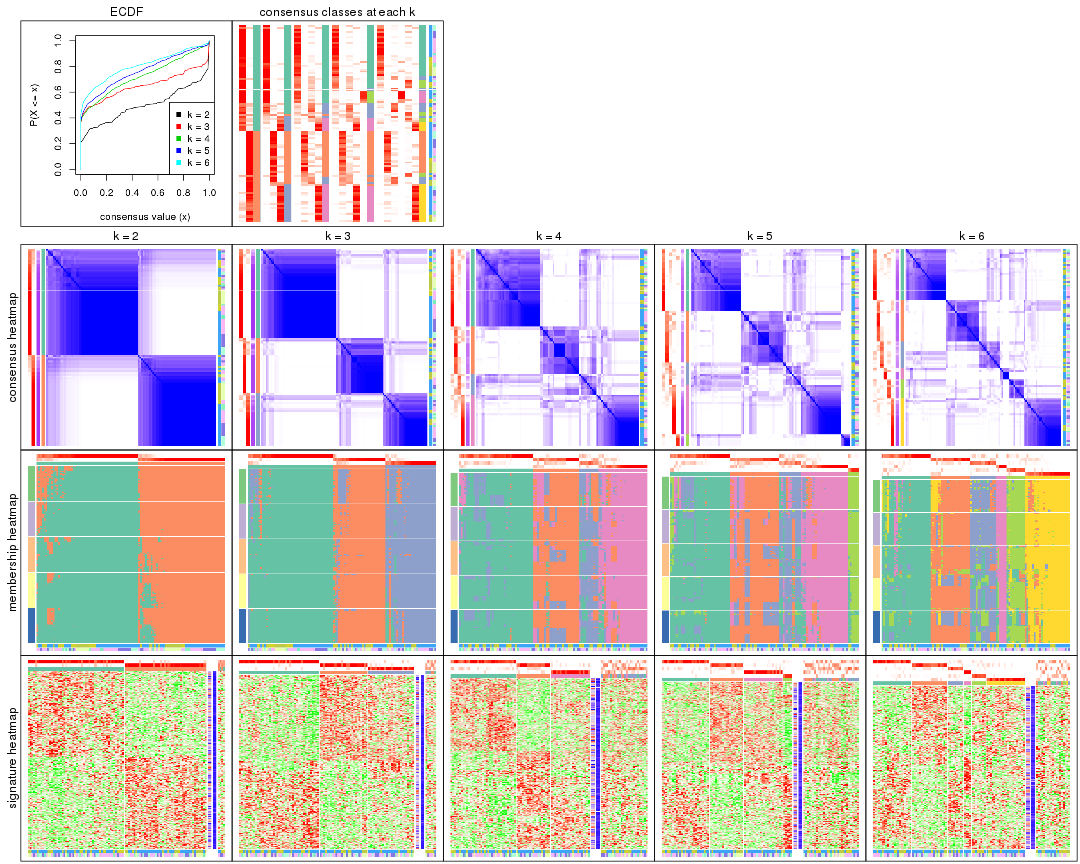 ECDF
consensus classes at each k
P(X <= x)
0.0 0.2 0.4 0.6 0.8 1.0
k = 2
k = 3
k = 4
k = 5
k = 6
0.0 0.2 0.4 0.6 0.8 1.0
consensus value (x)
k = 2 k = 3 k = 4 k = 5 k = 6
consensus heatmap
membership heatmap
signature heatmap